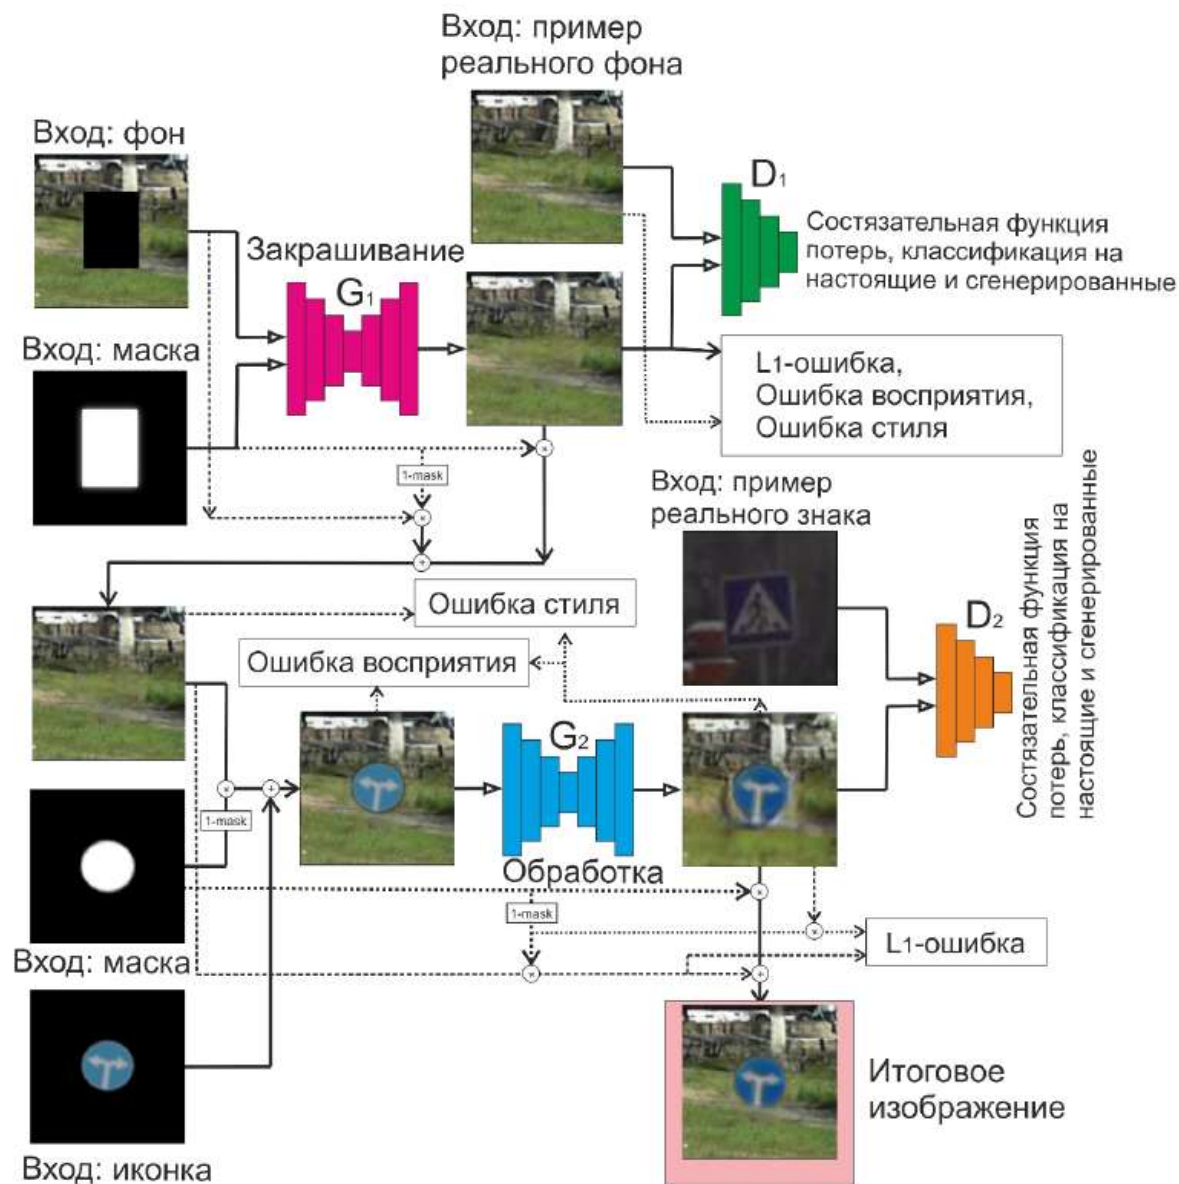 Вход: пример
реального фона
Вход: фон
D1
Состязательная функция
потерь, классификация на
настоящие и сгенерированные
Закрашивание
G1
Вход: маска
L1-ошибка,
Ошибка восприятия,
Ошибка стиля
1-mask
Вход: пример
реального знака
Ошибка стиля
Ошибка восприятия
D2
Состязательная функция
потерь, классификация на
настоящие и сгенерированные
G2
1-mask
Обработка
1-mask
L1-ошибка
Вход: маска
Итоговое
изображение
Вход: иконка